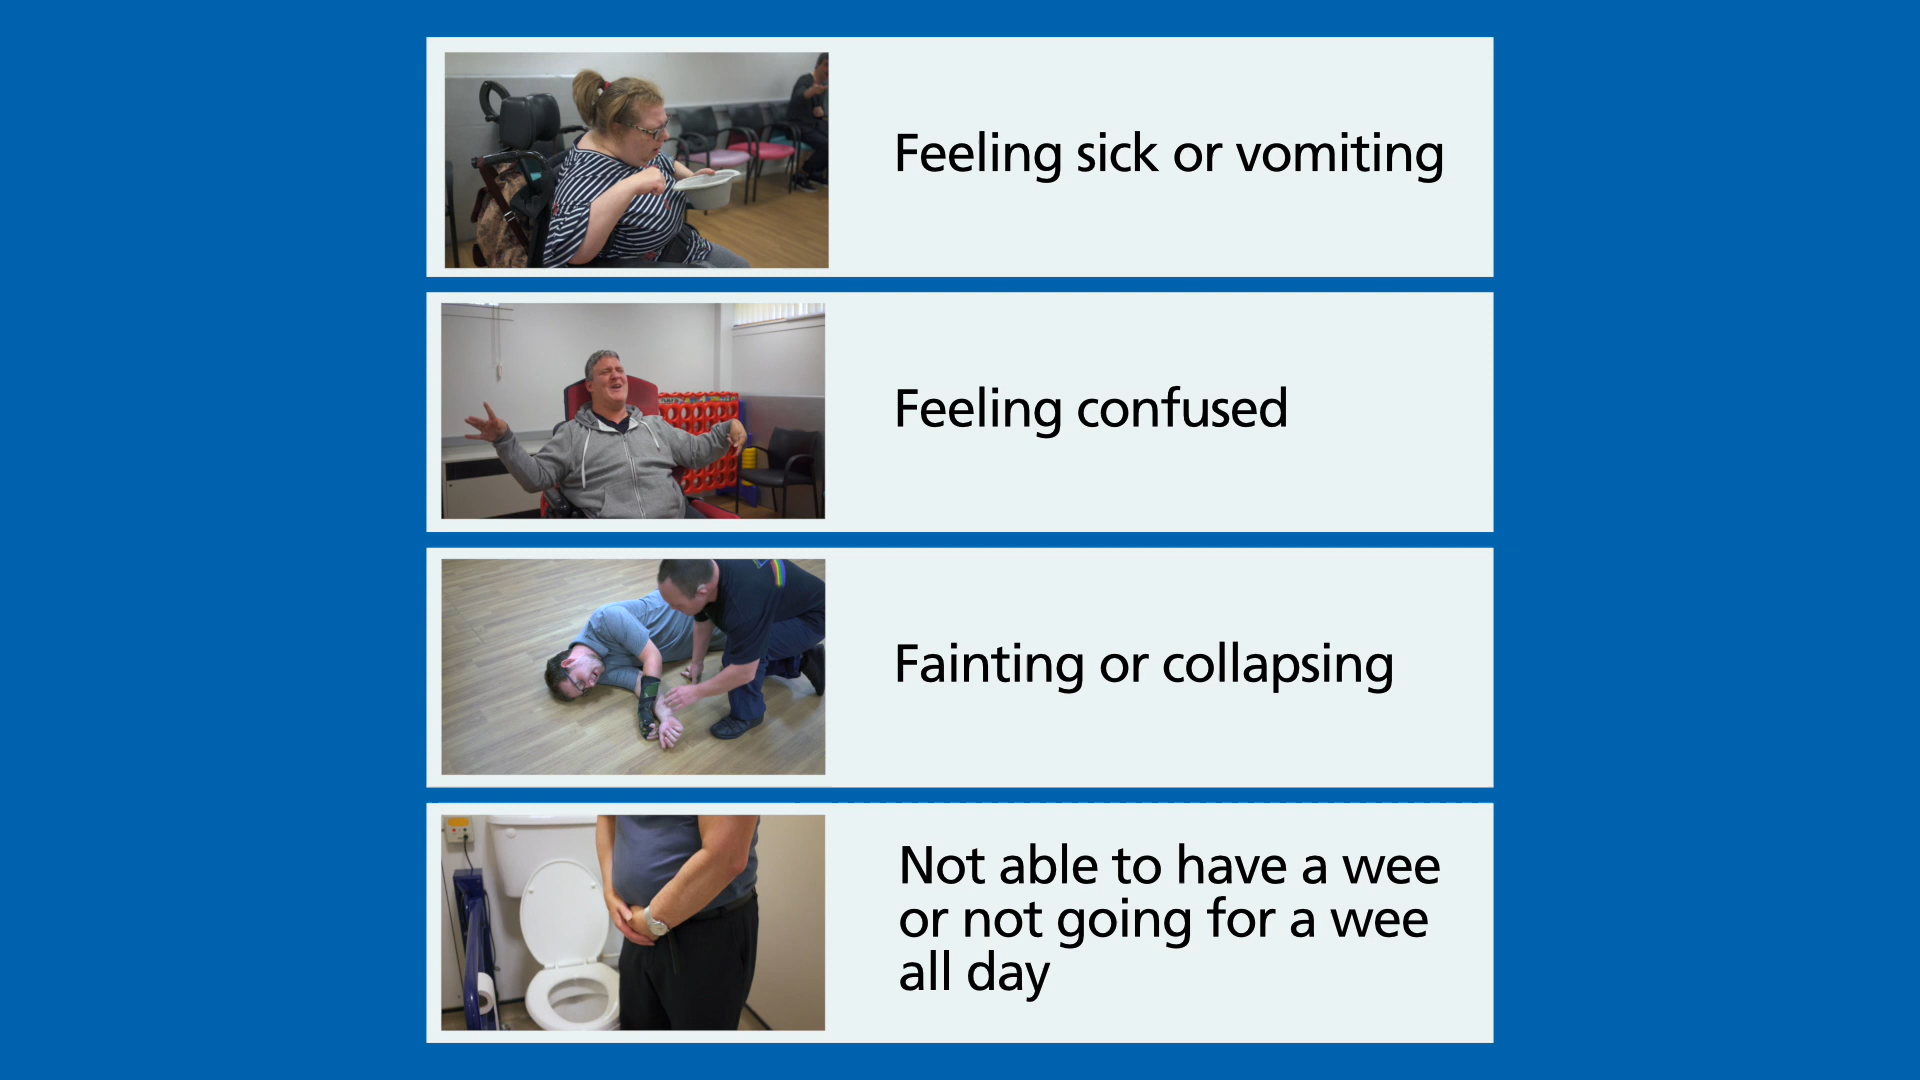 Feeling sick or vomiting
Feeling confused
Fainting or collapsing
Not able to have a wee
or not going for a wee
all day